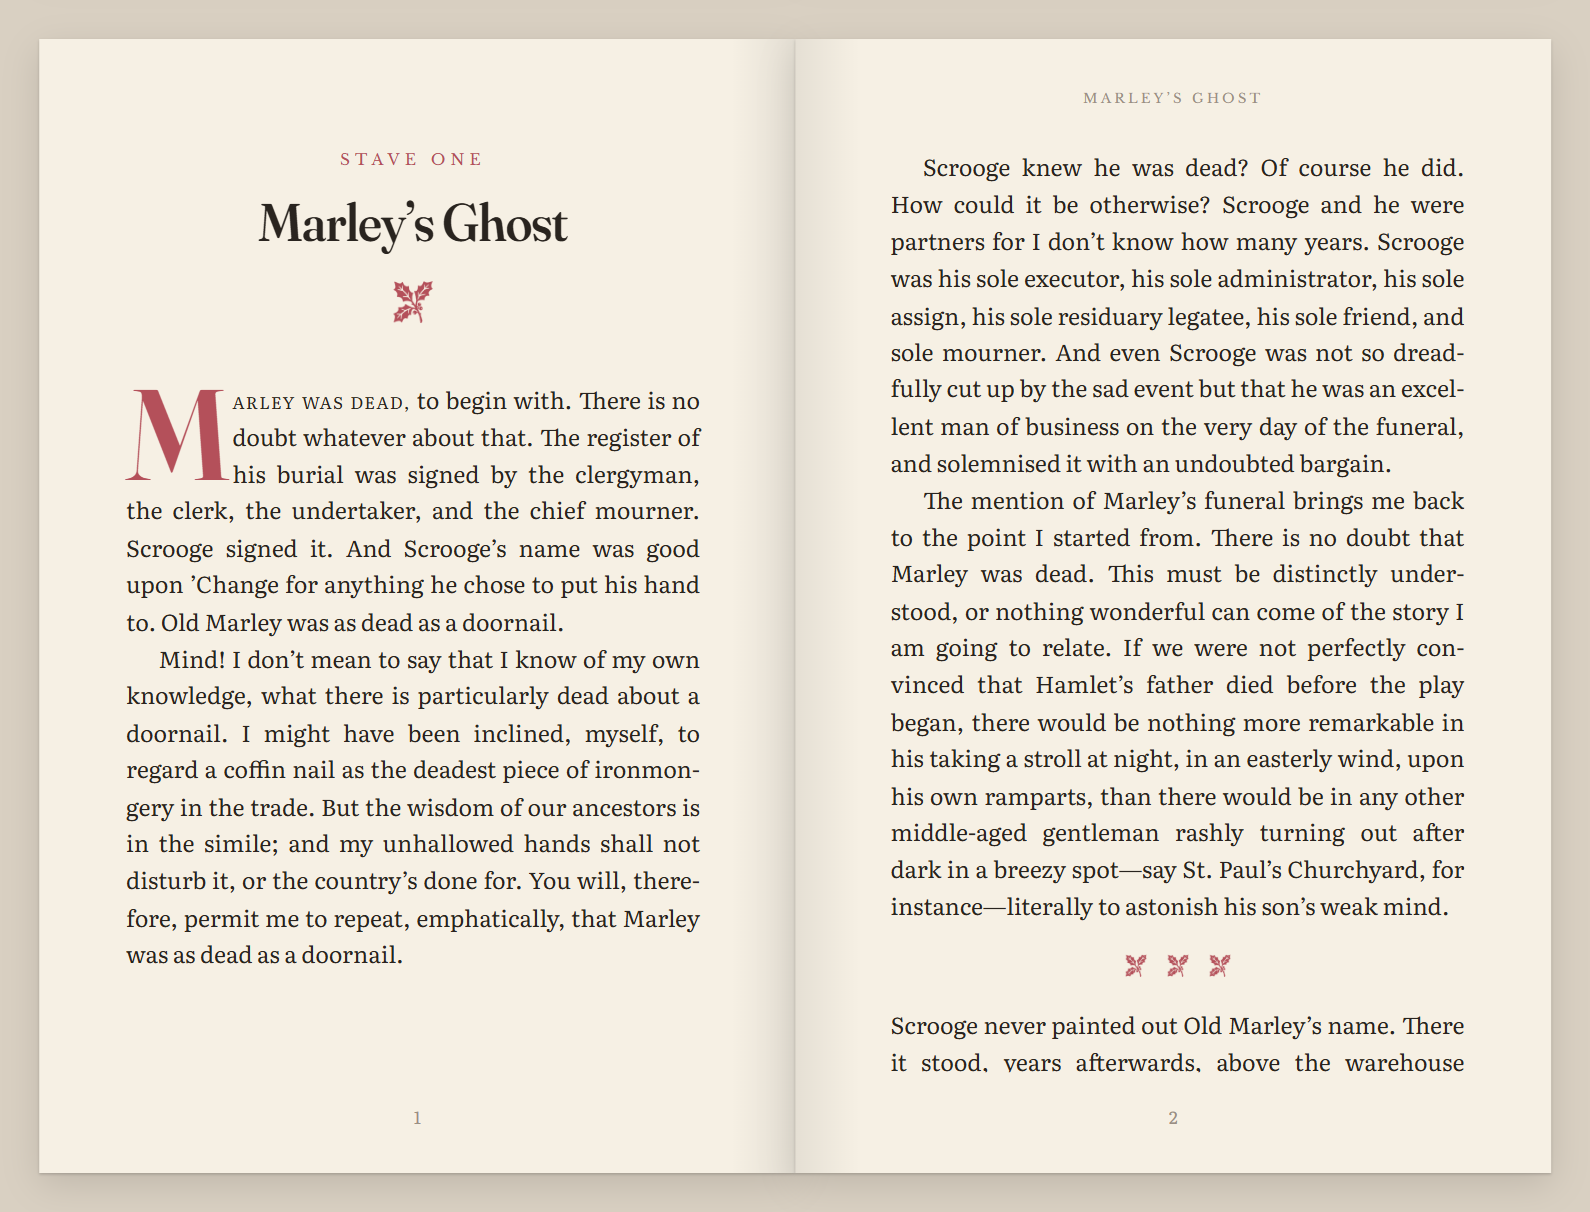 STAVE ONE
Marley’s Ghost
MARLEY WAS DEAD, to begin with. There is no
doubt whatever about that. The register of
his burial was signed by the clergyman,
the clerk, the undertaker, and the chief mourner.
Scrooge signed it. And Scrooge’s name was good
upon ’Change for anything he chose to put his hand
to. Old Marley was as dead as a doornail.
Mind! I don’t mean to say that I know of my own
knowledge, what there is particularly dead about a
doornail. I might have been inclined, myself, to
regard a coffin nail as the deadest piece of ironmon-
gery in the trade. But the wisdom of our ancestors is
in the simile; and my unhallowed hands shall not
disturb it, or the country’s done for. You will, there-
fore, permit me to repeat, emphatically, that Marley
was as dead as a doornail.
1
MARLEY’S GHOST
Scrooge knew he was dead? Of course he did.
How could it be otherwise? Scrooge and he were
partners for I don’t know how many years. Scrooge
was his sole executor, his sole administrator, his sole
assign, his sole residuary legatee, his sole friend, and
sole mourner. And even Scrooge was not so dread-
fully cut up by the sad event but that he was an excel-
lent man of business on the very day of the funeral,
and solemnised it with an undoubted bargain.
The mention of Marley’s funeral brings me back
to the point I started from. There is no doubt that
Marley was dead. This must be distinctly under-
stood, or nothing wonderful can come of the story I
am going to relate. If we were not perfectly con-
vinced that Hamlet’s father died before the play
began, there would be nothing more remarkable in
his taking a stroll at night, in an easterly wind, upon
his own ramparts, than there would be in any other
middle-aged gentleman rashly turning out after
dark in a breezy spot—say St. Paul’s Churchyard, for
instance—literally to astonish his son’s weak mind.
Scrooge never painted out Old Marley’s name. There
it stood, years afterwards, above the warehouse
2